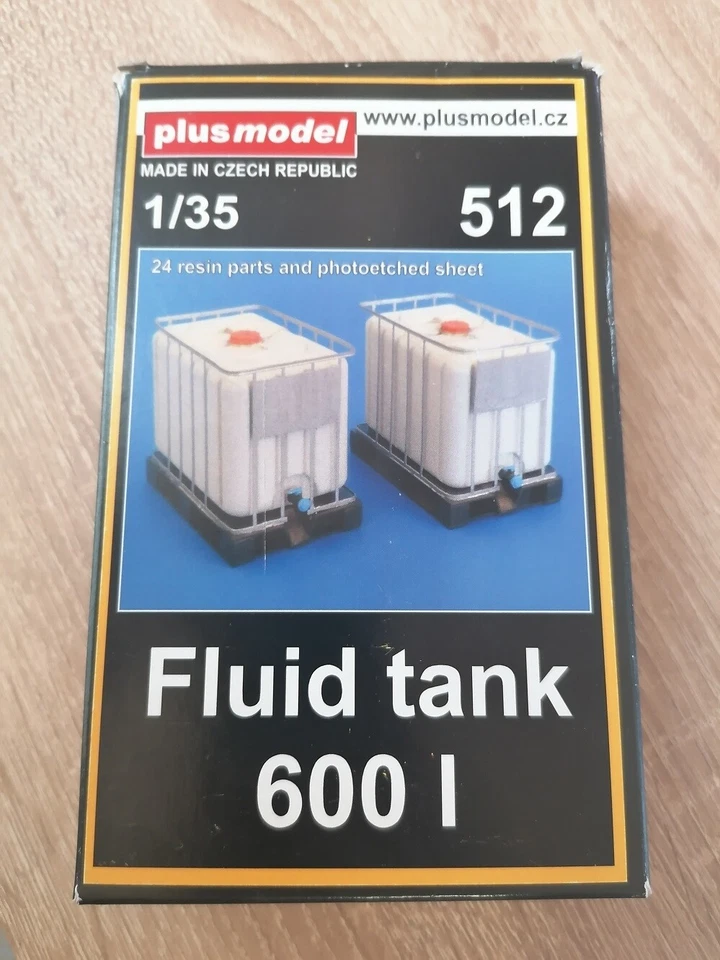 plusmodel
www.plusmodel.cz
MADE IN CZECH REPUBLIC
1/35
512
24 resin parts and photoetched sheet
Fluid tank
600 l